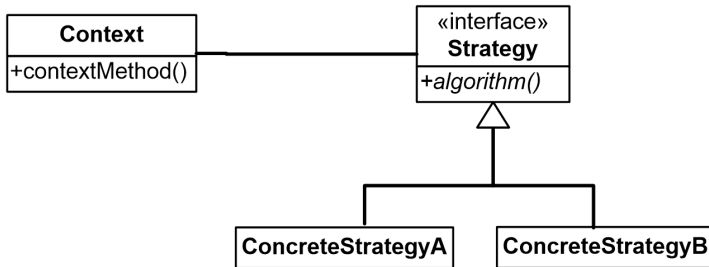 Context
+contextMethod()
«interface»
Strategy
+algorithm()
ConcreteStrategyA
ConcreteStrategyB